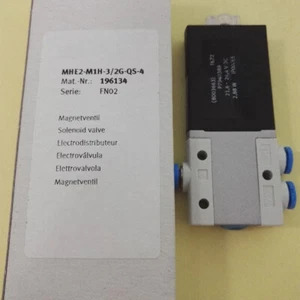 MHE2-M1H-3/2G-QS-4
Mat.-Nr.: 196134
Serie: FN02
Magnetventil
Solenoid valve
Electrodistributeur
Electroválvula
Elettrovalvola
Magnetventil